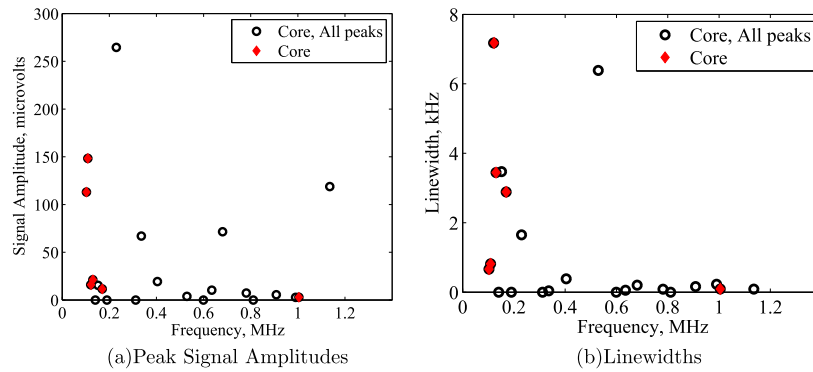 300
250
200
150
100
50
0
Signal Amplitude, microvolts
Core, All peaks
Core
0 0.2 0.4 0.6 0.8 1 1.2
Frequency, MHz
(a)Peak Signal Amplitudes
8
6
4
2
0
Linewidth, kHz
Core, All peaks
Core
0 0.2 0.4 0.6 0.8 1 1.2
Frequency, MHz
(b)Linewidths